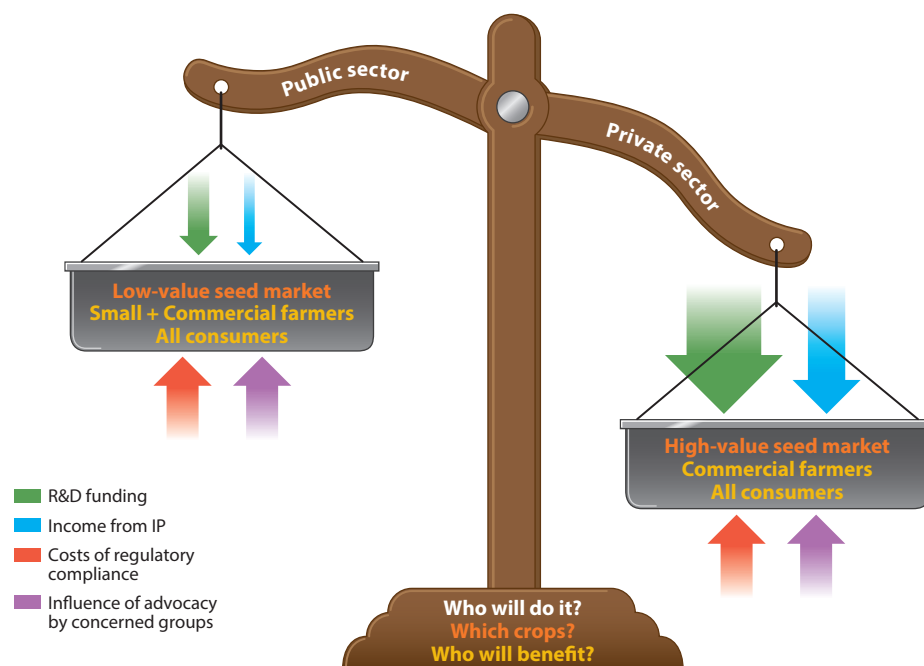 Public sector
Private sector
Low-value seed market
Small + Commercial farmers
All consumers
High-value seed market
Commercial farmers
All consumers
R&D funding
Income from IP
Costs of regulatory
compliance
Influence of advocacy
by concerned groups
Who will do it?
Which crops?
Who will benefit?